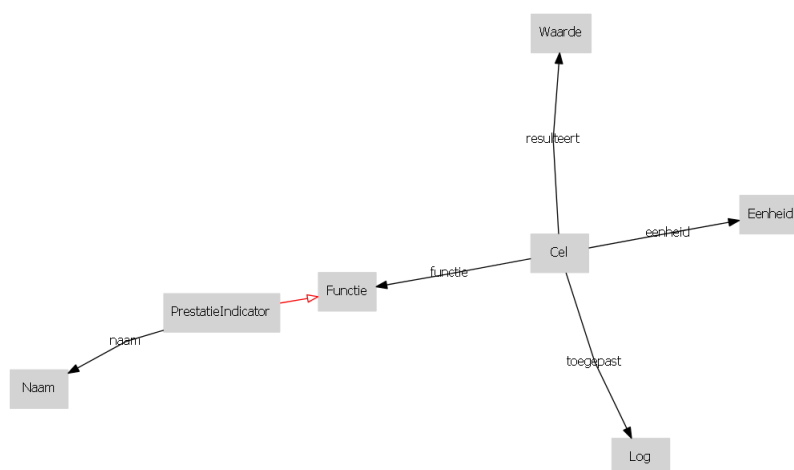 Waarde
resulteert
Eenheid
eenheid
Cel
functie
Functie
PrestatieIndicator
naam
toegepast
Naam
Log